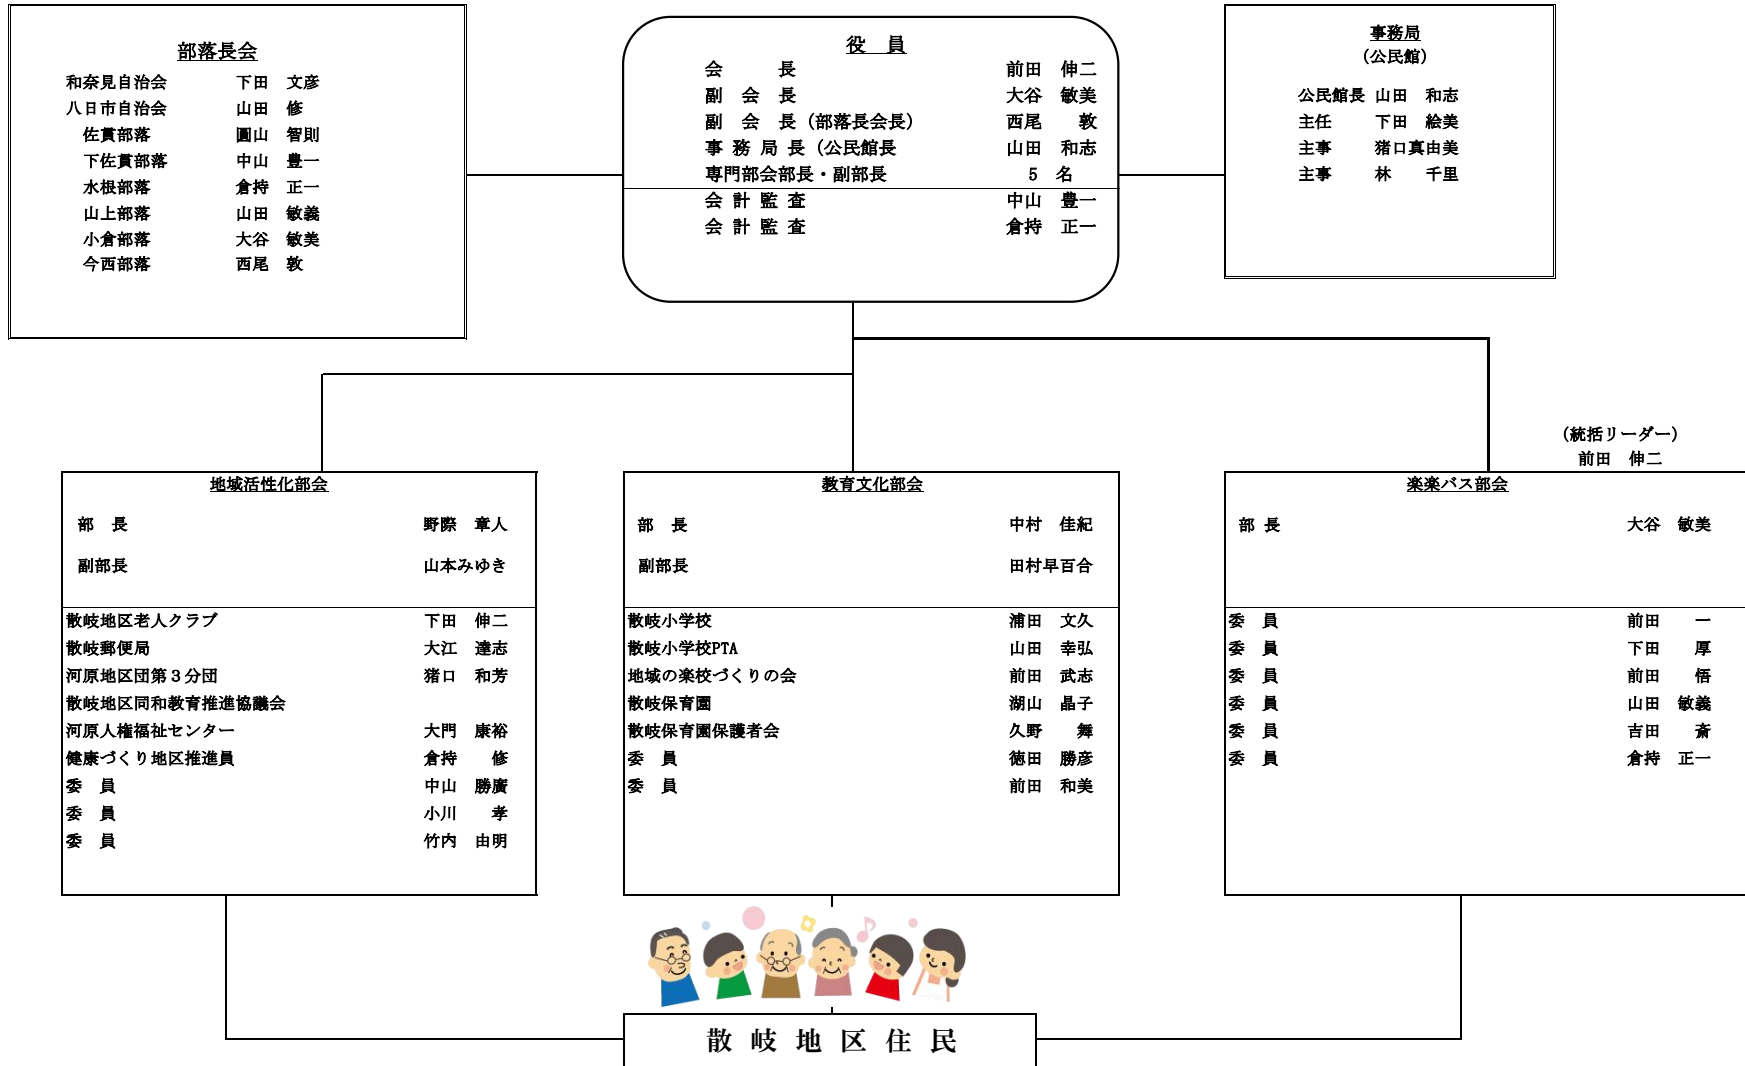 部落長会
和奈見自治会 下田 文彦
八日市自治会 山田 修
佐貫部落 圓山 智則
下佐貫部落 中山 豊一
水根部落 倉持 正一
山上部落 山田 敏義
小倉部落 大谷 敏美
今西部落 西尾 敦
役 員
会 長 前田 伸二
副 会 長 大谷 敏美
副 会 長（部落長会長） 西尾 敦
事 務 局 長（公民館長 山田 和志
専門部会部長・副部長 5 名
会 計 監 査 中山 豊一
会 計 監 査 倉持 正一
事務局
（公民館）
公民館長 山田 和志
主任 下田 絵美
主事 猪口真由美
主事 林 千里
地域活性化部会
部 長 野際 章人
副部長 山本みゆき
散岐地区老人クラブ 下田 伸二
散岐郵便局 大江 達志
河原地区団第３分団 猪口 和芳
散岐地区同和教育推進協議会
河原人権福祉センター 大門 康裕
健康づくり地区推進員 倉持 修
委 員 中山 勝廣
委 員 小川 孝
委 員 竹内 由明
教育文化部会
部 長 中村 佳紀
副部長 田村早百合
散岐小学校 浦田 文久
散岐小学校PTA 山田 幸弘
地域の楽校づくりの会 前田 武志
散岐保育園 湖山 晶子
散岐保育園保護者会 久野 舞
委 員 徳田 勝彦
委 員 前田 和美
（統括リーダー）
前田 伸二
楽楽バス部会
部 長 大谷 敏美
委 員 前田 一
委 員 下田 厚
委 員 前田 悟
委 員 山田 敏義
委 員 吉田 斎
委 員 倉持 正一
散 岐 地 区 住 民